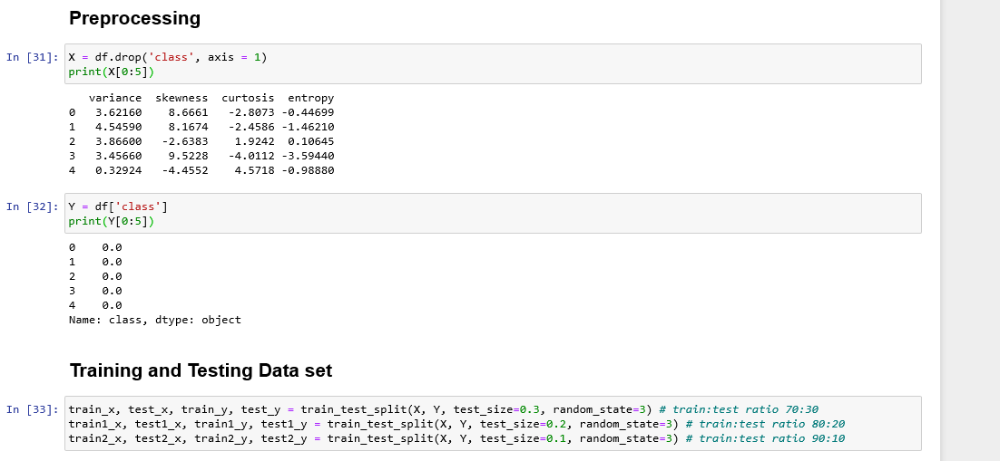 Preprocessing
In [31]: X = df.drop('class', axis = 1)
print(X[0:5])
variance skewness curtosis entropy
0 3.62160 8.6661 -2.8073 -0.44699
1 4.54590 8.1674 -2.4586 -1.46210
2 3.86600 -2.6383 1.9242 0.10645
3 3.45660 9.5228 -4.0112 -3.59440
4 0.32924 -4.4552 4.5718 -0.98880
In [32]: Y = df['class']
print(Y[0:5])
0 0.0
1 0.0
2 0.0
3 0.0
4 0.0
Name: class, dtype: object
Training and Testing Data set
In [33]: train_x, test_x, train_y, test_y = train_test_split(X, Y, test_size=0.3, random_state=3) # train:test ratio 70:30
train1_x, test1_x, train1_y, test1_y = train_test_split(X, Y, test_size=0.2, random_state=3) # train:test ratio 80:20
train2_x, test2_x, train2_y, test2_y = train_test_split(X, Y, test_size=0.1, random_state=3) # train:test ratio 90:10